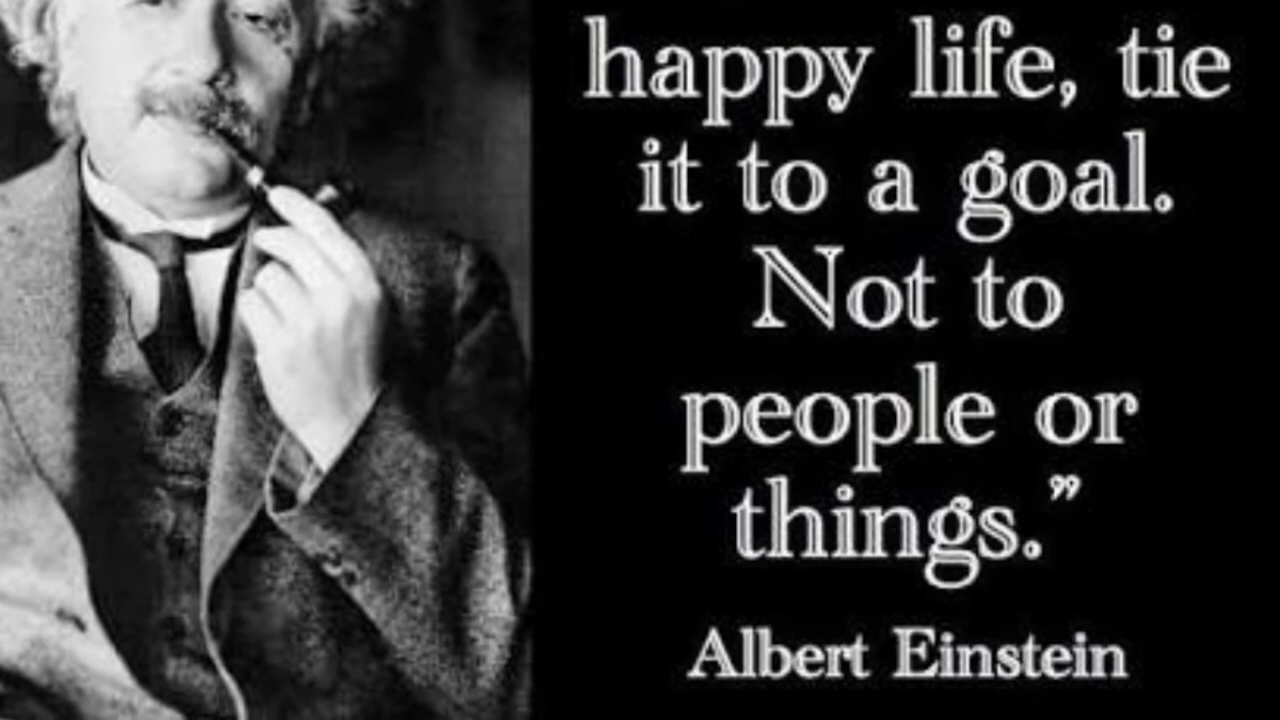 happy life, tie
it to a goal.
Not to
people or
things.”
Albert Einstein